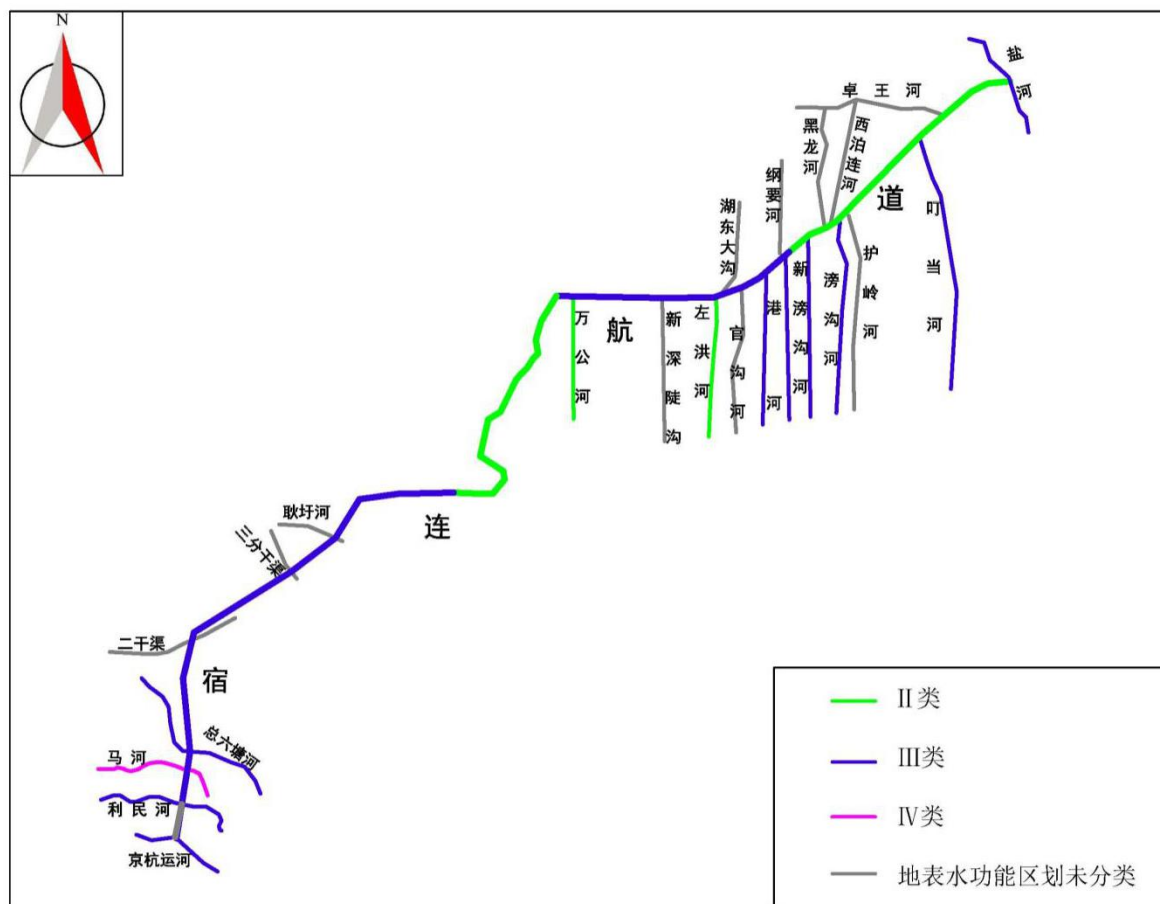 N
盐河
卓王河
黑龙河
西泊连河
纲要河
湖东大沟
道
叮当河
护岭河
滂沟河
新滂沟河
港河
官沟河
左洪河
新深陡沟
万公河
航
连
耿圩河
三分干渠
二干渠
宿
总六塘河
马河
利民河
京杭运河
II类
III类
IV类
地表水功能区划未分类